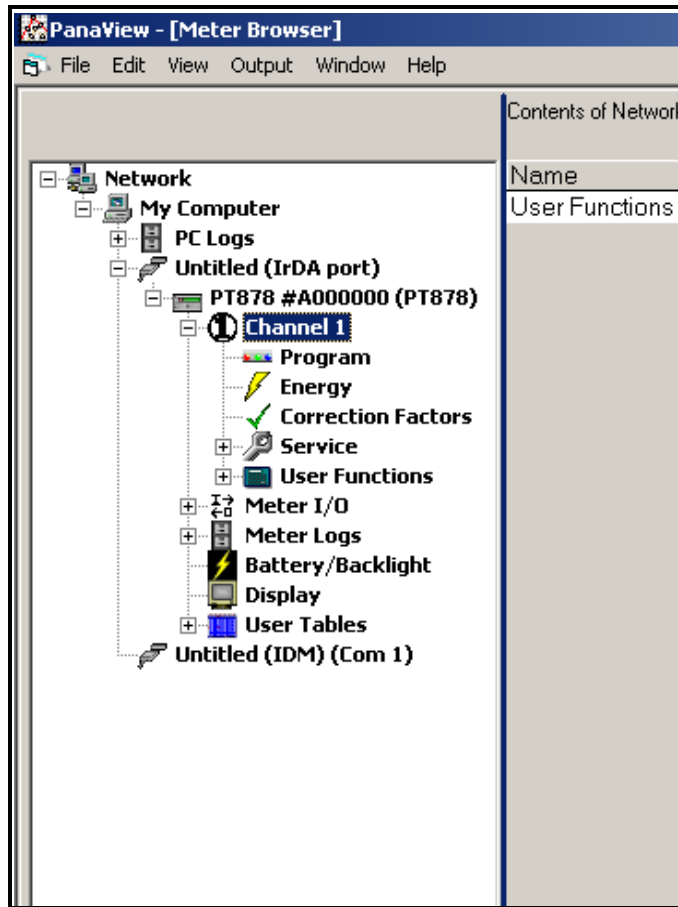 PanaView - [Meter Browser]
File Edit View Output Window Help
Contents of Network
Name
User Functions
Network
My Computer
PC Logs
Untitled (IrDA port)
PT878 #A000000 (PT878)
1 Channel 1
Program
Energy
Correction Factors
Service
User Functions
Meter I/O
Meter Logs
Battery/Backlight
Display
User Tables
Untitled (IDM) (Com 1)